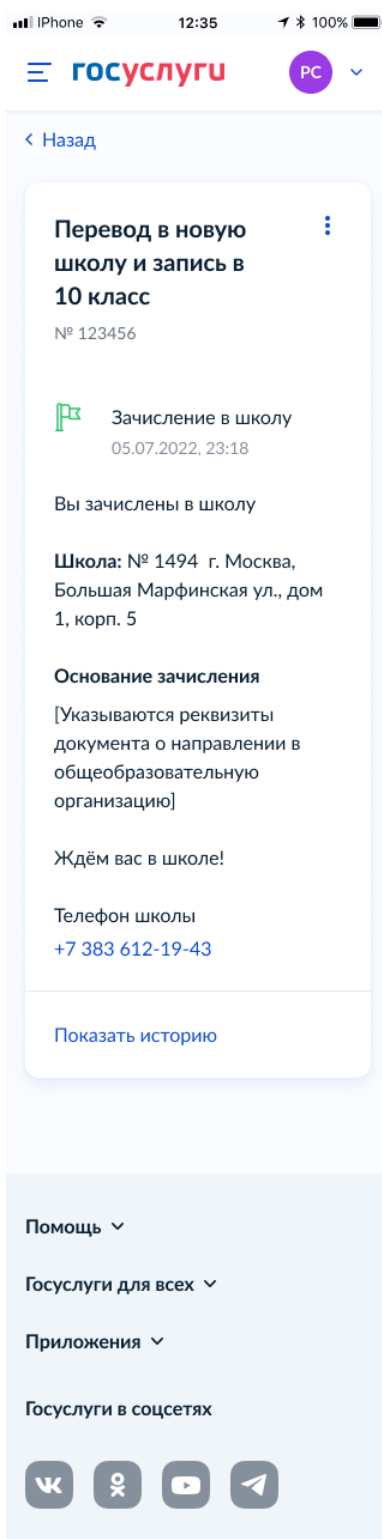 iPhone 12:35 100%
госуслуги РС
Назад
Перевод в новую
школу и запись в
10 класс
№ 123456
Зачисление в школу
05.07.2022, 23:18
Вы зачислены в школу
Школа: № 1494 г. Москва,
Большая Марфинская ул., дом
1, корп. 5
Основание зачисления
[Указываются реквизиты
документа о направлении в
общеобразовательную
организацию]
Ждём вас в школе!
Телефон школы
+7 383 612-19-43
Показать историю
Помощь
Госуслуги для всех
Приложения
Госуслуги в соцсетях